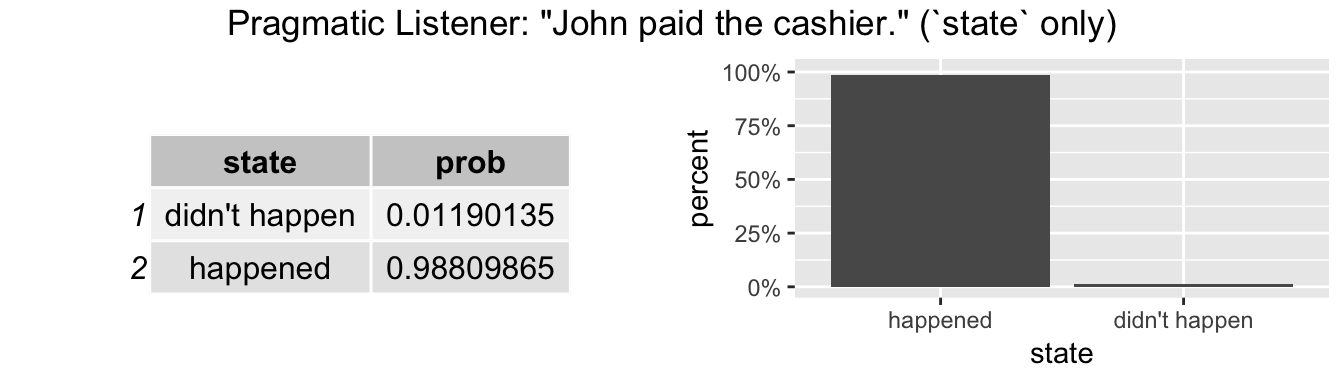 Pragmatic Listener: "John paid the cashier." (`state` only)
state prob
1 didn't happen 0.01190135
2 happened 0.98809865
percent
100%
75%
50%
25%
0%
happened didn't happen
state